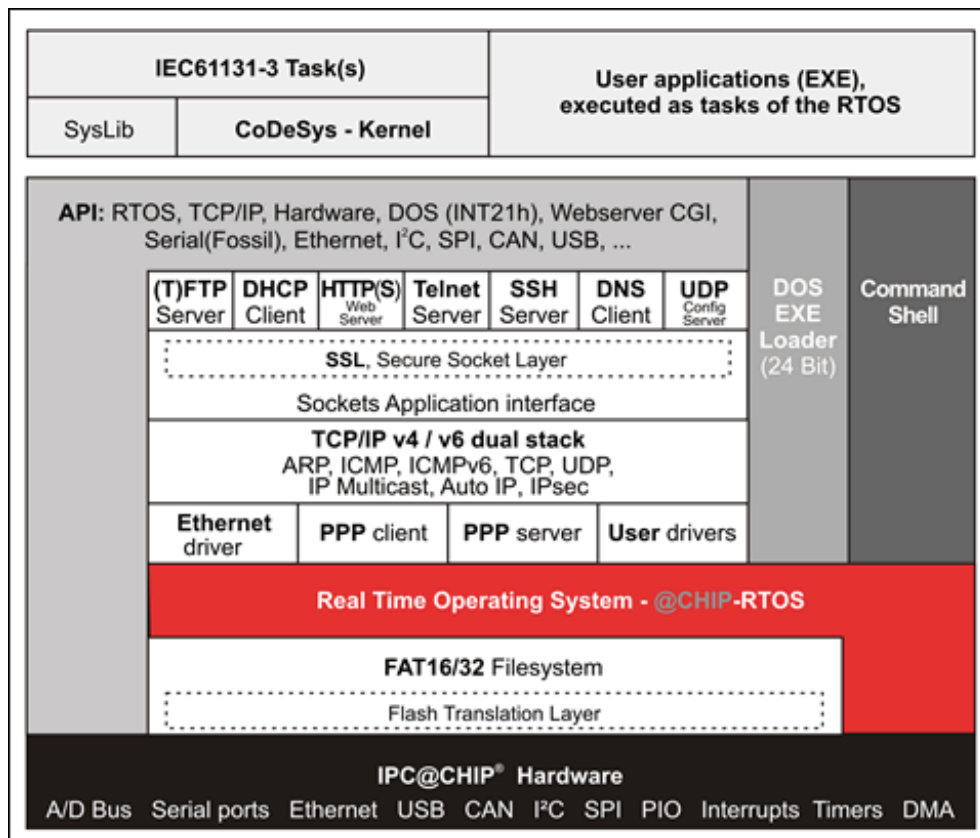 IEC61131-3 Task(s)
User applications (EXE),
executed as tasks of the RTOS
SysLib
CoDeSys - Kernel
API: RTOS, TCP/IP, Hardware, DOS (INT21h), Webserver CGI,
Serial(Fossil), Ethernet, I²C, SPI, CAN, USB, ...
(T)FTP
Server
DHCP
Client
HTTP(S)
Web
Server
Telnet
Server
SSH
Server
DNS
Client
UDP
Config
Server
DOS
EXE
Loader
(24 Bit)
Command
Shell
SSL, Secure Socket Layer
Sockets Application interface
TCP/IP v4 / v6 dual stack
ARP, ICMP, ICMPv6, TCP, UDP,
IP Multicast, Auto IP, IPsec
Ethernet
driver
PPP client
PPP server
User drivers
Real Time Operating System - @CHIP-RTOS
FAT16/32 Filesystem
Flash Translation Layer
IPC@CHIP® Hardware
A/D Bus Serial ports Ethernet USB CAN I²C SPI PIO Interrupts Timers DMA